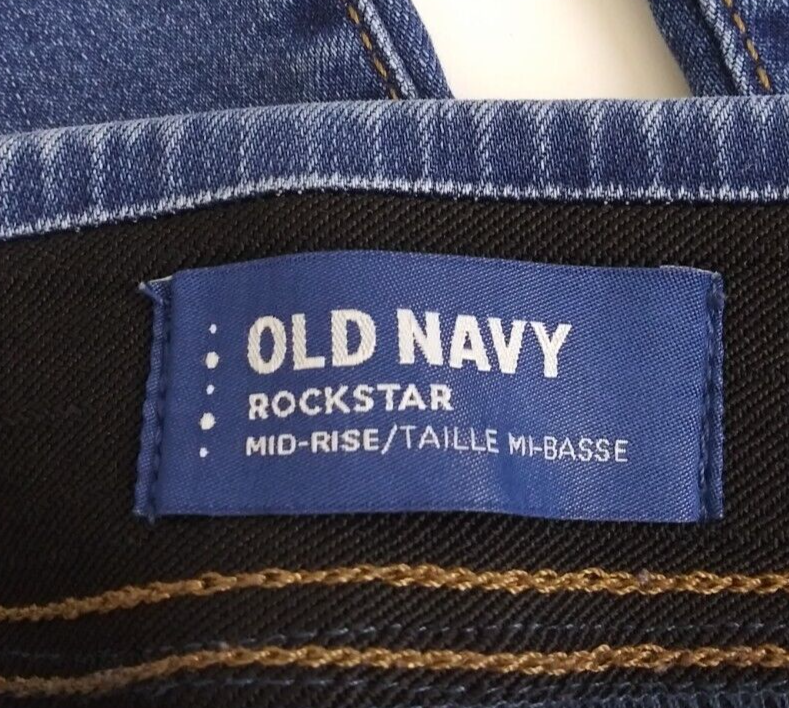 OLD NAVY
ROCKSTAR
MID-RISE/TAILLE MI-BASSE